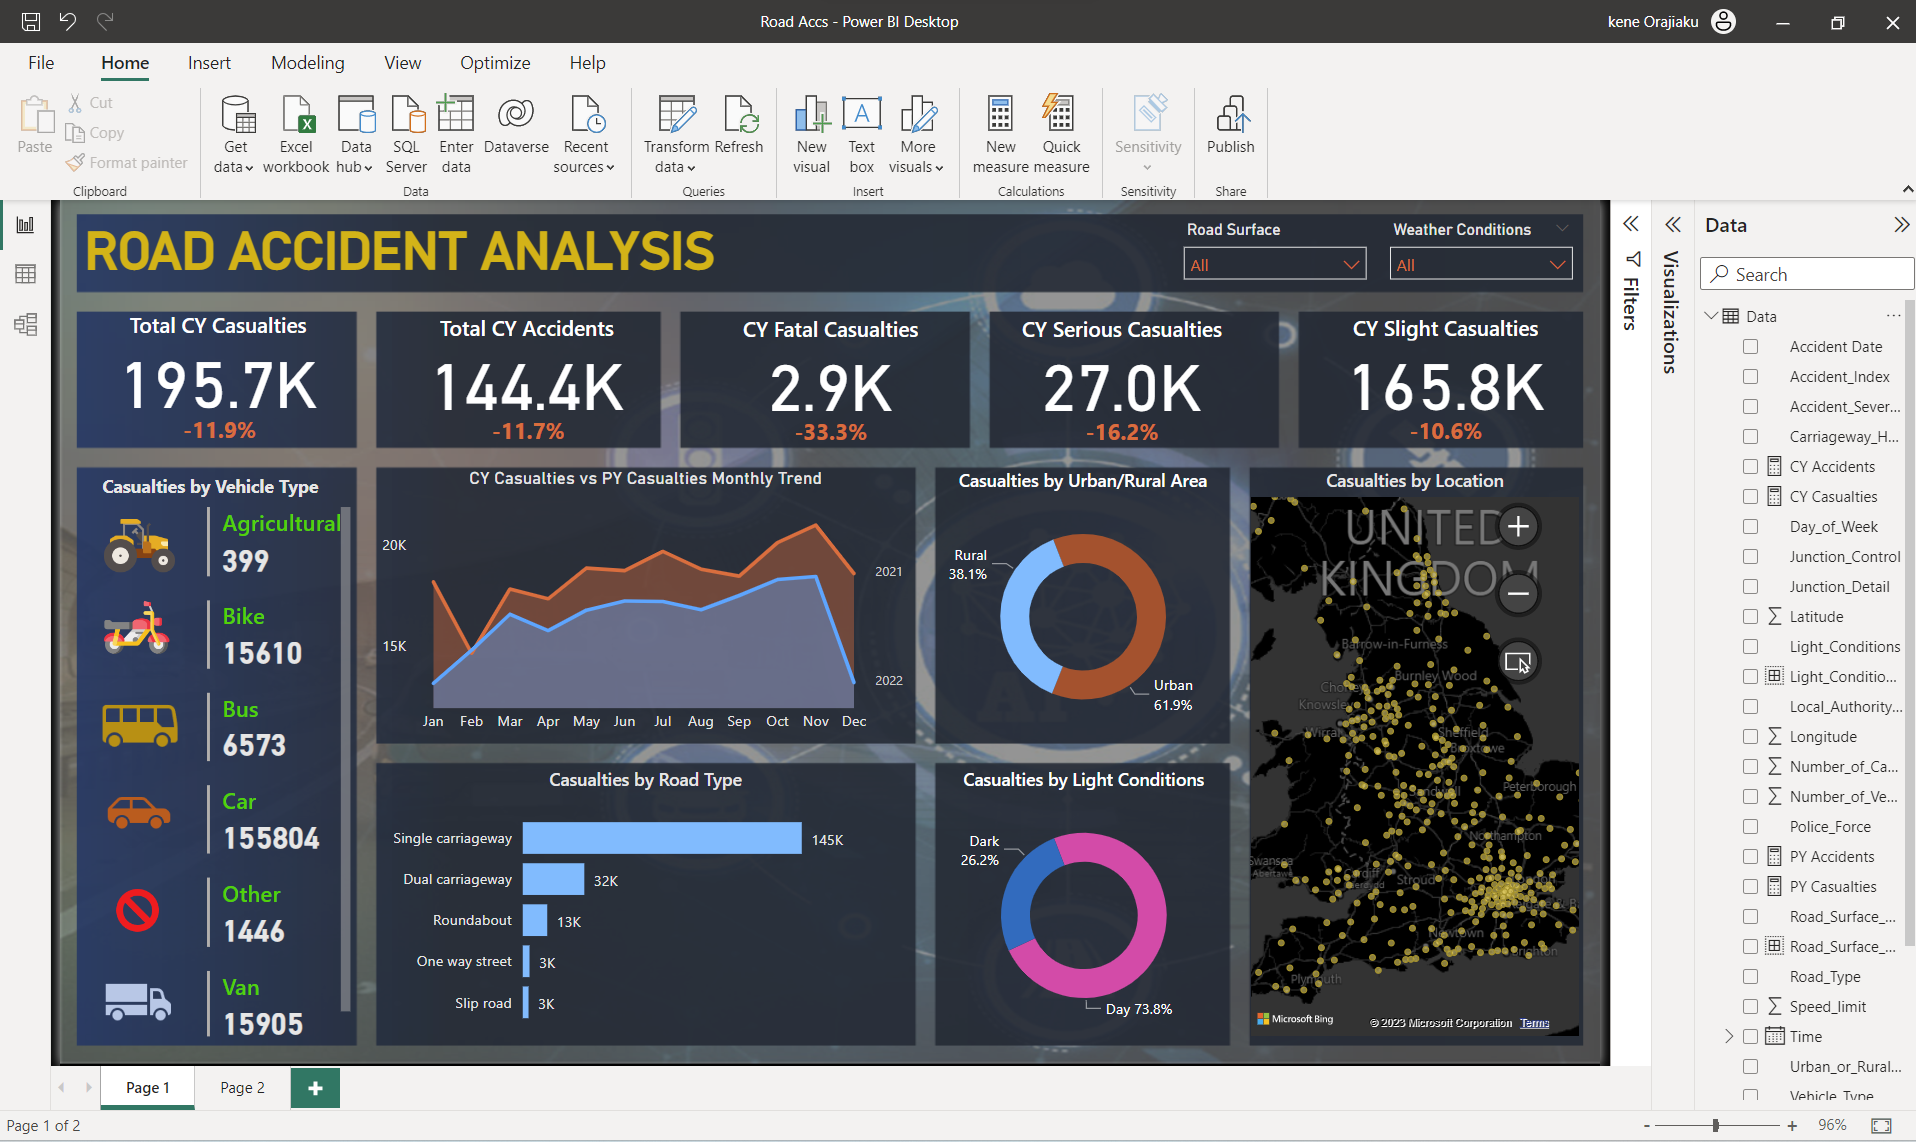 Road Accs - Power BI Desktop
kene Orajiaku
File Home Insert Modeling View Optimize Help
Paste
Cut
Copy
Format painter
Clipboard
Get data
Excel workbook
Data hub
SQL Server
Enter data
Dataverse
Recent sources
Data
Transform data
Refresh
Queries
New visual
Text box
More visuals
Insert
New measure
Quick measure
Calculations
Sensitivity
Sensitivity
Publish
Share
ROAD ACCIDENT ANALYSIS
Road Surface
All
Weather Conditions
All
Total CY Casualties
195.7K
-11.9%
Total CY Accidents
144.4K
-11.7%
CY Fatal Casualties
2.9K
-33.3%
CY Serious Casualties
27.0K
-16.2%
CY Slight Casualties
165.8K
-10.6%
Casualties by Vehicle Type
Agricultural
399
Bike
15610
Bus
6573
Car
155804
Other
1446
Van
15905
CY Casualties vs PY Casualties Monthly Trend
20K
15K
2021
2022
Jan Feb Mar Apr May Jun Jul Aug Sep Oct Nov Dec
Casualties by Road Type
Single carriageway 145K
Dual carriageway 32K
Roundabout 13K
One way street 3K
Slip road 3K
Casualties by Urban/Rural Area
Rural
38.1%
Urban
61.9%
Casualties by Light Conditions
Dark
26.2%
Day 73.8%
Casualties by Location
UNITED
KINGDOM
Barrow-in-Furness
Burnley Wood
Knowsley
Wirral
Sheffield
Broxtowe
Peterborough
Sandwell
Northampton
Swansea
Abertawe
Cardiff
Stroud
Newtown
Brighton
Plymouth
Microsoft Bing
© 2023 Microsoft Corporation Terms
Filters
Visualizations
Data
Search
Data
Accident Date
Accident_Index
Accident_Sever...
Carriageway_H...
CY Accidents
CY Casualties
Day_of_Week
Junction_Control
Junction_Detail
Latitude
Light_Conditions
Light_Conditio...
Local_Authority...
Longitude
Number_of_Ca...
Number_of_Ve...
Police_Force
PY Accidents
PY Casualties
Road_Surface_...
Road_Surface_...
Road_Type
Speed_limit
Time
Urban_or_Rural...
Vehicle_Type
Page 1
Page 2
+
Page 1 of 2
- + 96%